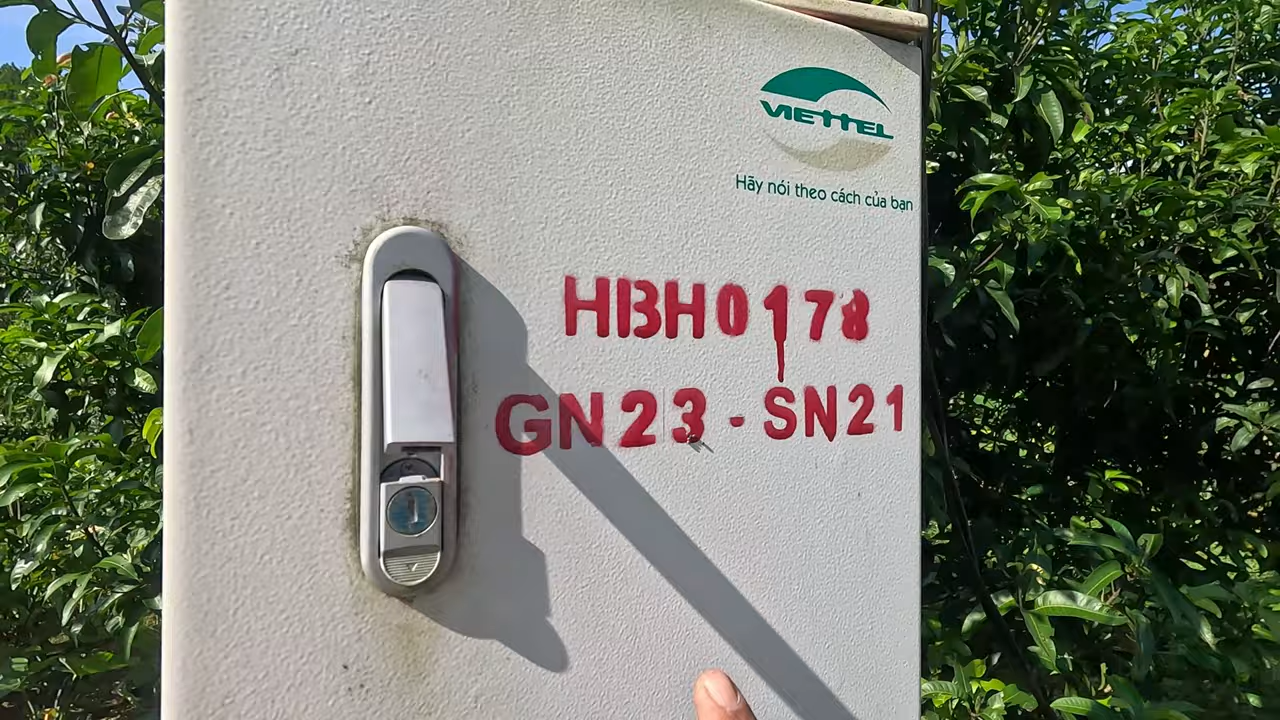 VIETTEL
Hãy nói theo cách của bạn
HBH0178
GN23 - SN21